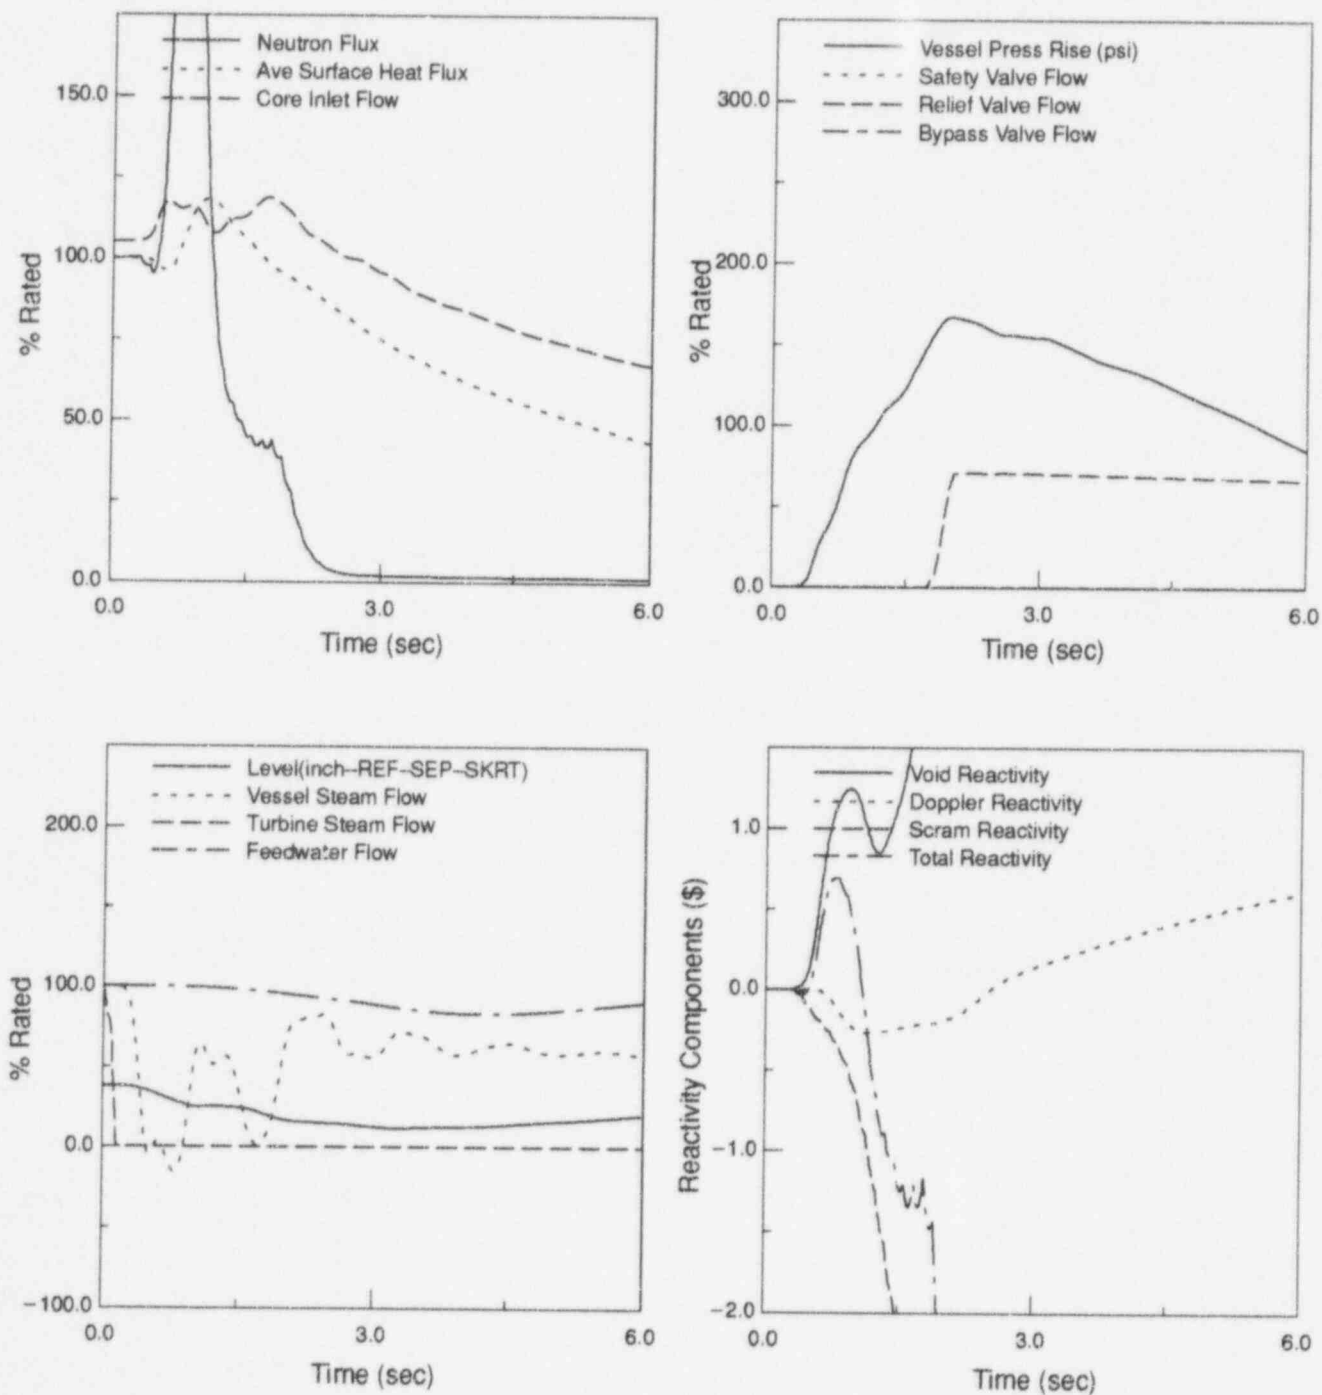 Neutron Flux
Ave Surface Heat Flux
Core Inlet Flow
150.0
100.0
50.0
0.0
% Rated
0.0
3.0
6.0
Time (sec)
Vessel Press Rise (psi)
Safety Valve Flow
Relief Valve Flow
Bypass Valve Flow
300.0
200.0
100.0
0.0
% Rated
0.0
3.0
6.0
Time (sec)
Level(inch--REF--SEP--SKRT)
Vessel Steam Flow
Turbine Steam Flow
Feedwater Flow
200.0
100.0
0.0
−100.0
% Rated
0.0
3.0
6.0
Time (sec)
Void Reactivity
Doppler Reactivity
Scram Reactivity
Total Reactivity
1.0
0.0
−1.0
−2.0
Reactivity Components ($)
0.0
3.0
6.0
Time (sec)